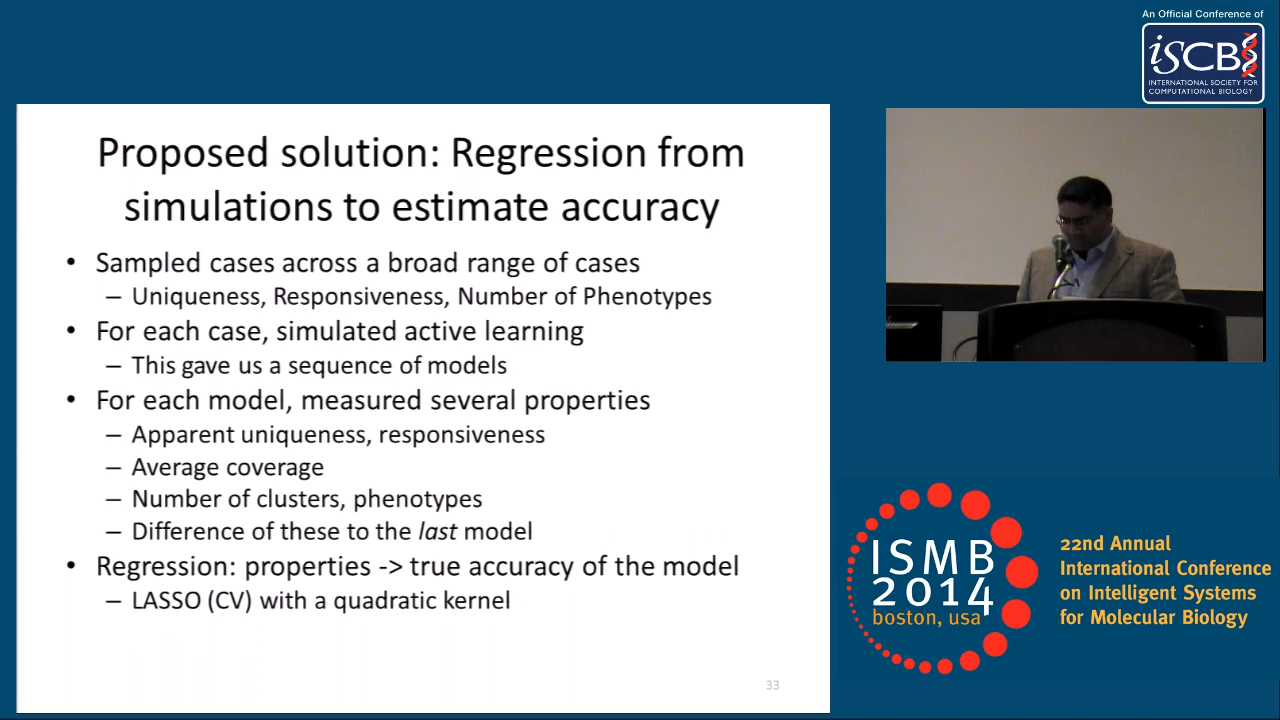 An Official Conference of
iSCB
INTERNATIONAL SOCIETY FOR
COMPUTATIONAL BIOLOGY
Proposed solution: Regression from
simulations to estimate accuracy
• Sampled cases across a broad range of cases
– Uniqueness, Responsiveness, Number of Phenotypes
• For each case, simulated active learning
– This gave us a sequence of models
• For each model, measured several properties
– Apparent uniqueness, responsiveness
– Average coverage
– Number of clusters, phenotypes
– Difference of these to the last model
• Regression: properties -> true accuracy of the model
– LASSO (CV) with a quadratic kernel
33
ISMB
2014
boston, usa
22nd Annual
International Conference
on Intelligent Systems
for Molecular Biology